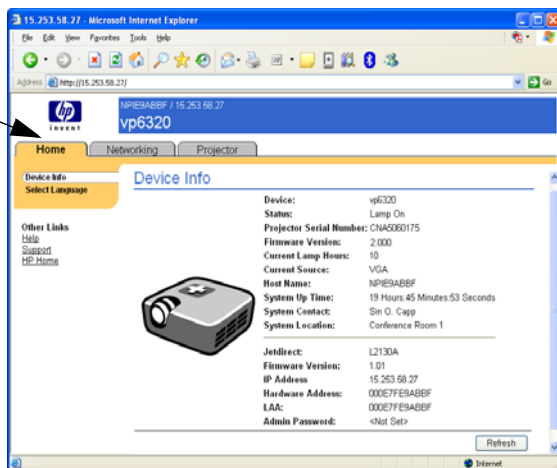 15.253.58.27 - Microsoft Internet Explorer
File Edit View Favorites Tools Help
Address http://15.253.58.27/ Go
hp
invent
NPIE9ABBF / 15.253.58.27
vp6320
Home Networking Projector
Device Info
Select Language
Other Links
Help
Support
HP Home
Device Info
Device: vp6320
Status: Lamp On
Projector Serial Number: CNA5060175
Firmware Version: 2.000
Current Lamp Hours: 10
Current Source: VGA
Host Name: NPIE9ABBF
System Up Time: 19 Hours:45 Minutes:53 Seconds
System Contact: Sin O. Capp
System Location: Conference Room 1
Jetdirect: L2130A
Firmware Version: 1.01
IP Address 15.253.58.27
Hardware Address: 000E7FE9ABBF
LAA: 000E7FE9ABBF
Admin Password: <Not Set>
Refresh
Internet